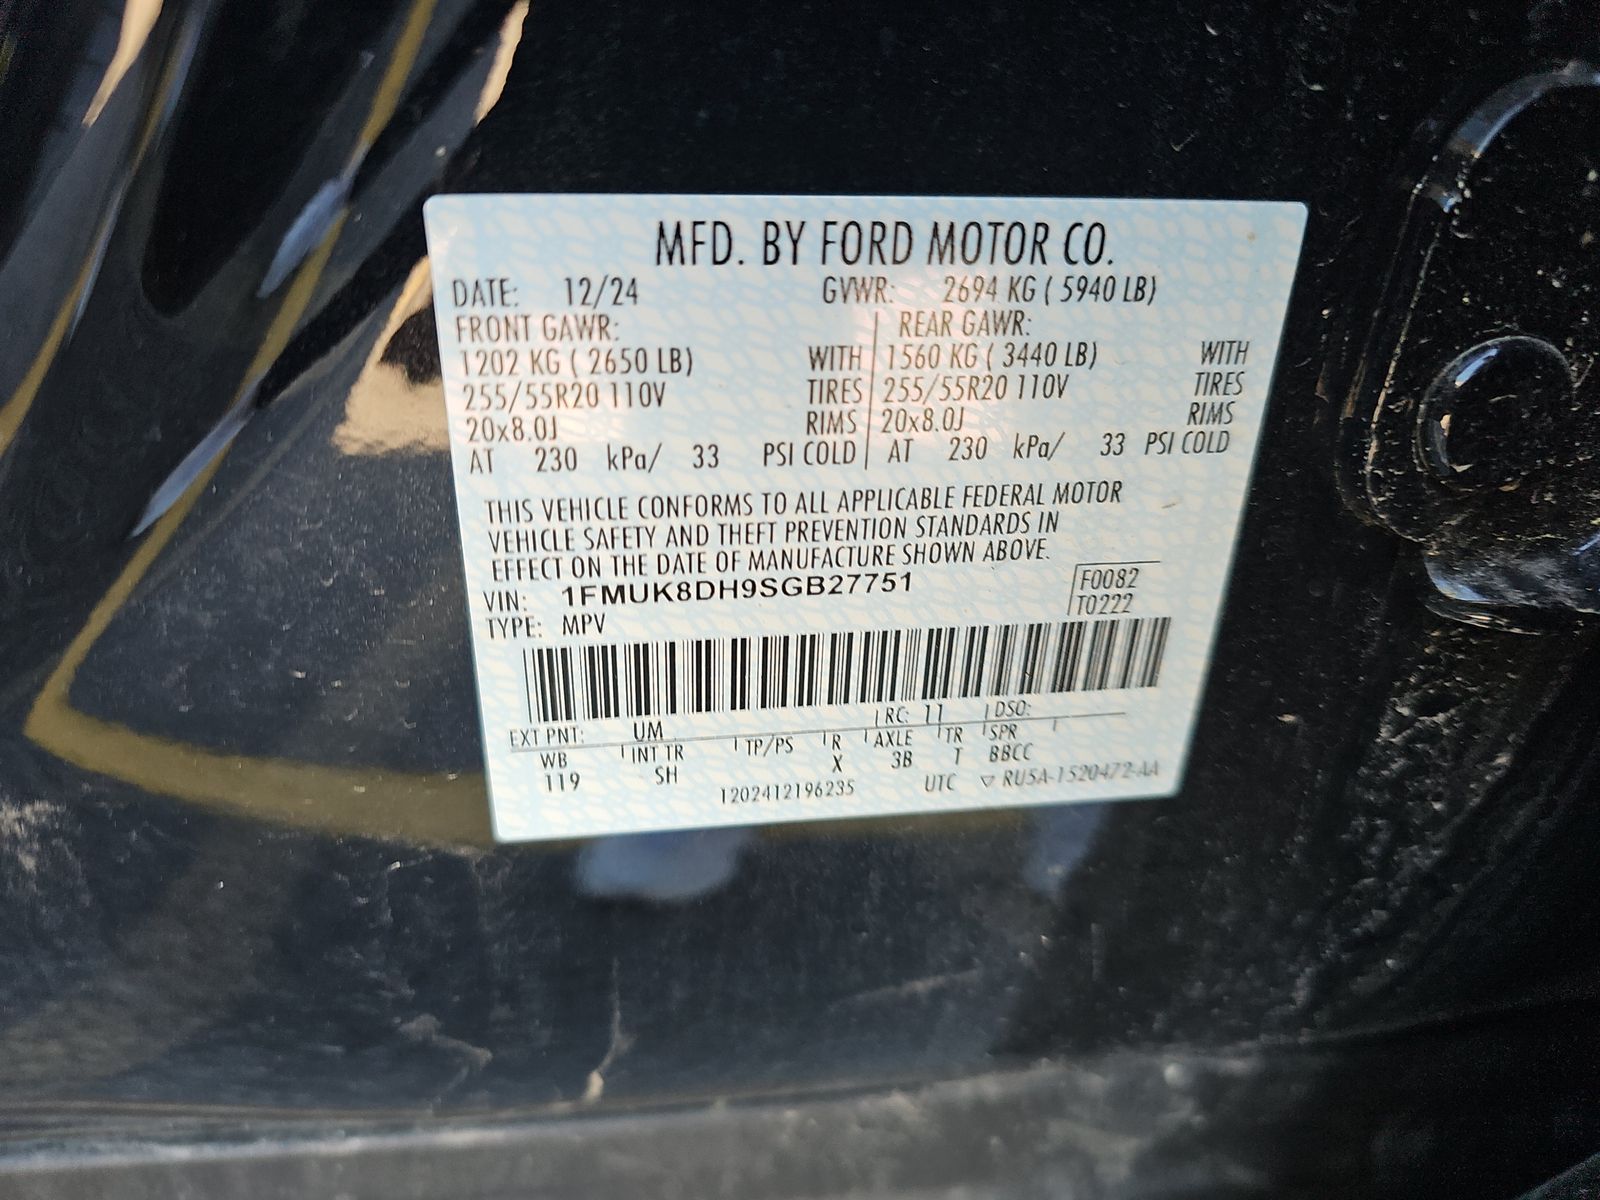 MFD. BY FORD MOTOR CO.
DATE: 12/24 GVWR: 2694 KG ( 5940 LB)
FRONT GAWR: REAR GAWR:
1202 KG ( 2650 LB) WITH 1560 KG ( 3440 LB) WITH
255/55R20 110V TIRES 255/55R20 110V TIRES
20x8.0J RIMS 20x8.0J RIMS
AT 230 kPa/ 33 PSI COLD AT 230 kPa/ 33 PSI COLD
THIS VEHICLE CONFORMS TO ALL APPLICABLE FEDERAL MOTOR
VEHICLE SAFETY AND THEFT PREVENTION STANDARDS IN
EFFECT ON THE DATE OF MANUFACTURE SHOWN ABOVE.
VIN: 1FMUK8DH9SGB27751 F0082
TYPE: MPV T0222
EXT PNT: UM RC: 11 DSO:
WB INT TR TP/PS R AXLE TR SPR
119 SH X 3B T BBCC
1202412196235 UTC ▽ RU5A-1520472-AA